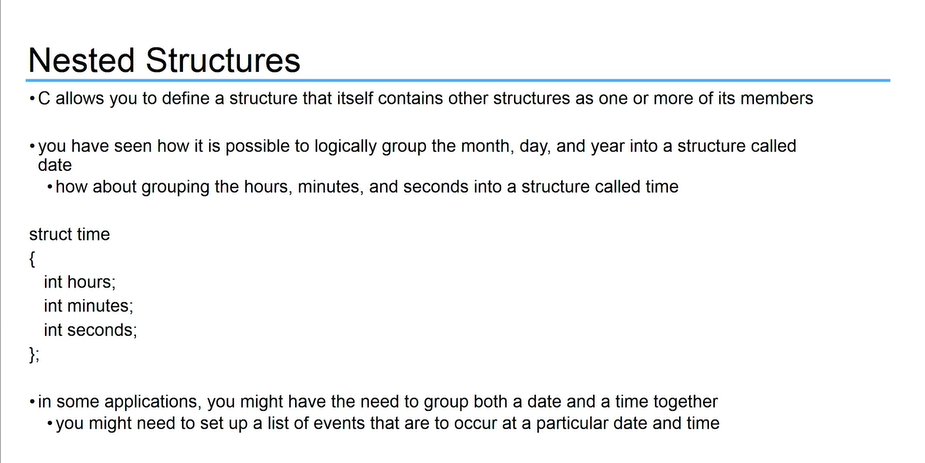 Nested Structures
•C allows you to define a structure that itself contains other structures as one or more of its members
•you have seen how it is possible to logically group the month, day, and year into a structure called
date
•how about grouping the hours, minutes, and seconds into a structure called time
struct time
{
int hours;
int minutes;
int seconds;
};
•in some applications, you might have the need to group both a date and a time together
•you might need to set up a list of events that are to occur at a particular date and time